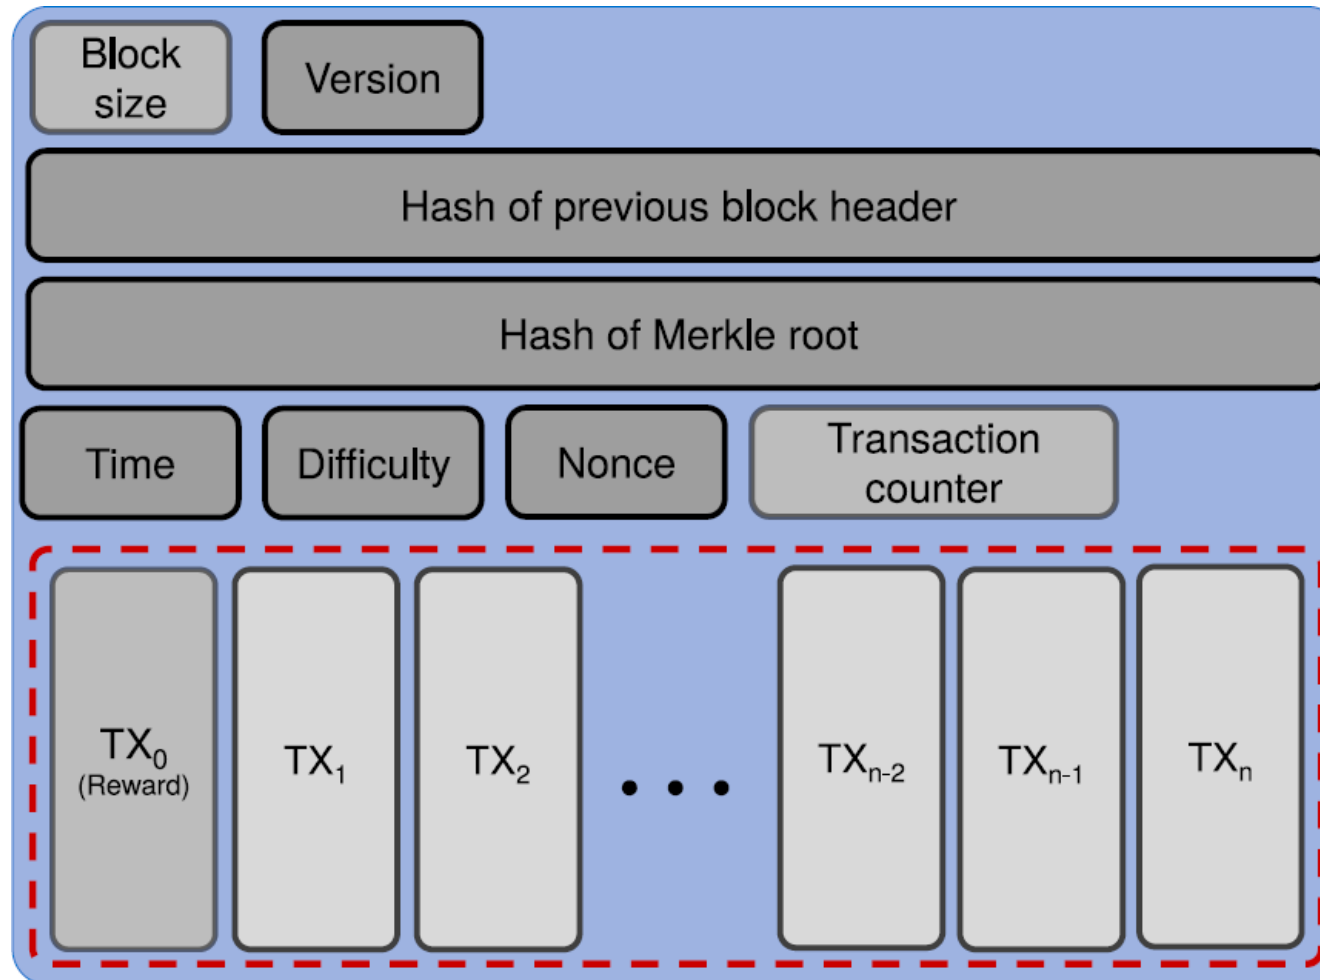 Block
size
Version
Hash of previous block header
Hash of Merkle root
Time
Difficulty
Nonce
Transaction
counter
TX₀
(Reward)
TX₁
TX₂
...
TXₙ₋₂
TXₙ₋₁
TXₙ